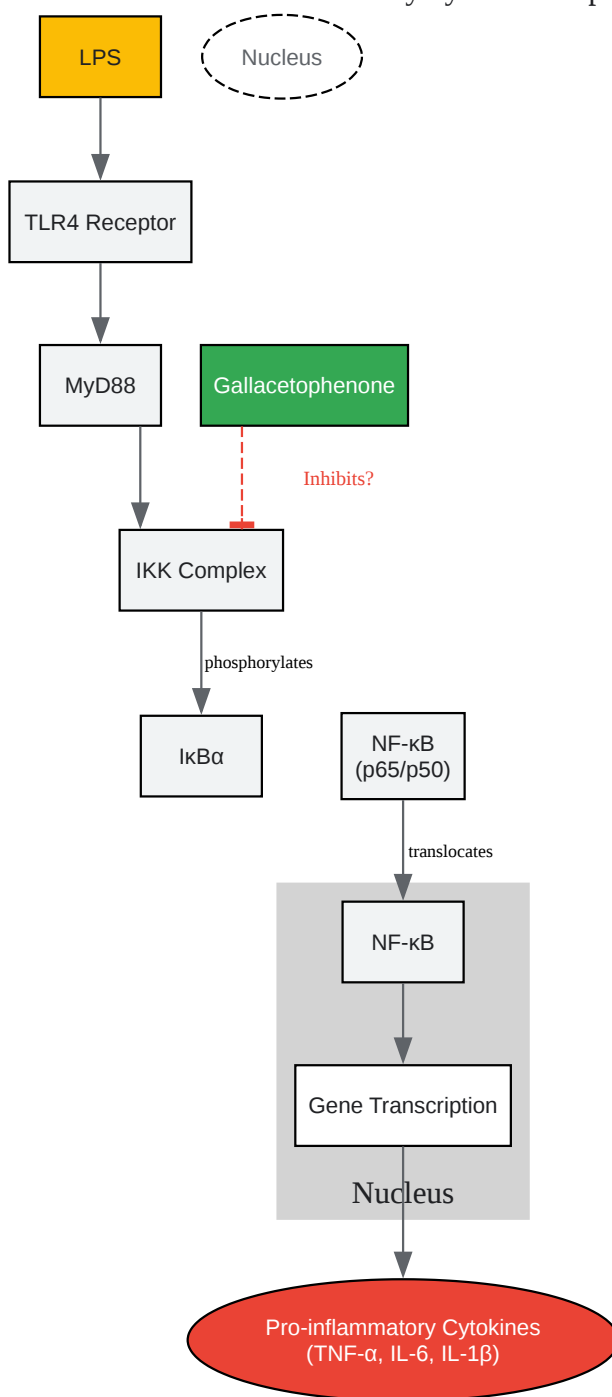 LPS
Nucleus
TLR4 Receptor
MyD88
Gallacetophenone
Inhibits?
IKK Complex
phosphorylates
IκBα
NF-κB
(p65/p50)
translocates
NF-κB
Gene Transcription
Nucleus
Pro-inflammatory Cytokines
(TNF-α, IL-6, IL-1β)